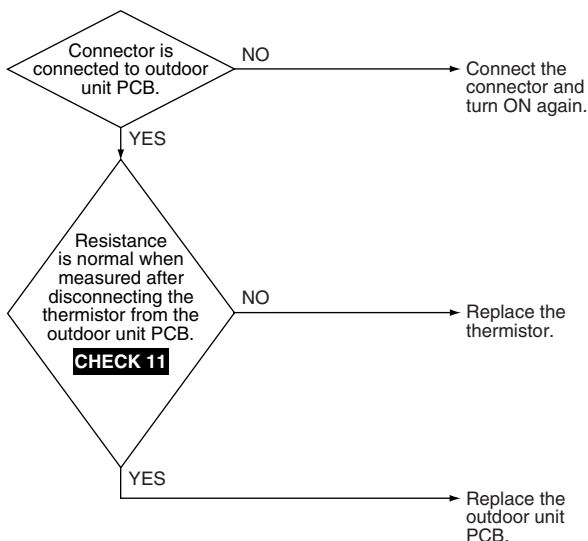 Connector is
connected to outdoor
unit PCB.
NO
Connect the
connector and
turn ON again.
YES
Resistance
is normal when
measured after
disconnecting the
thermistor from the
outdoor unit PCB.
CHECK 11
NO
Replace the
thermistor.
YES
Replace the
outdoor unit
PCB.